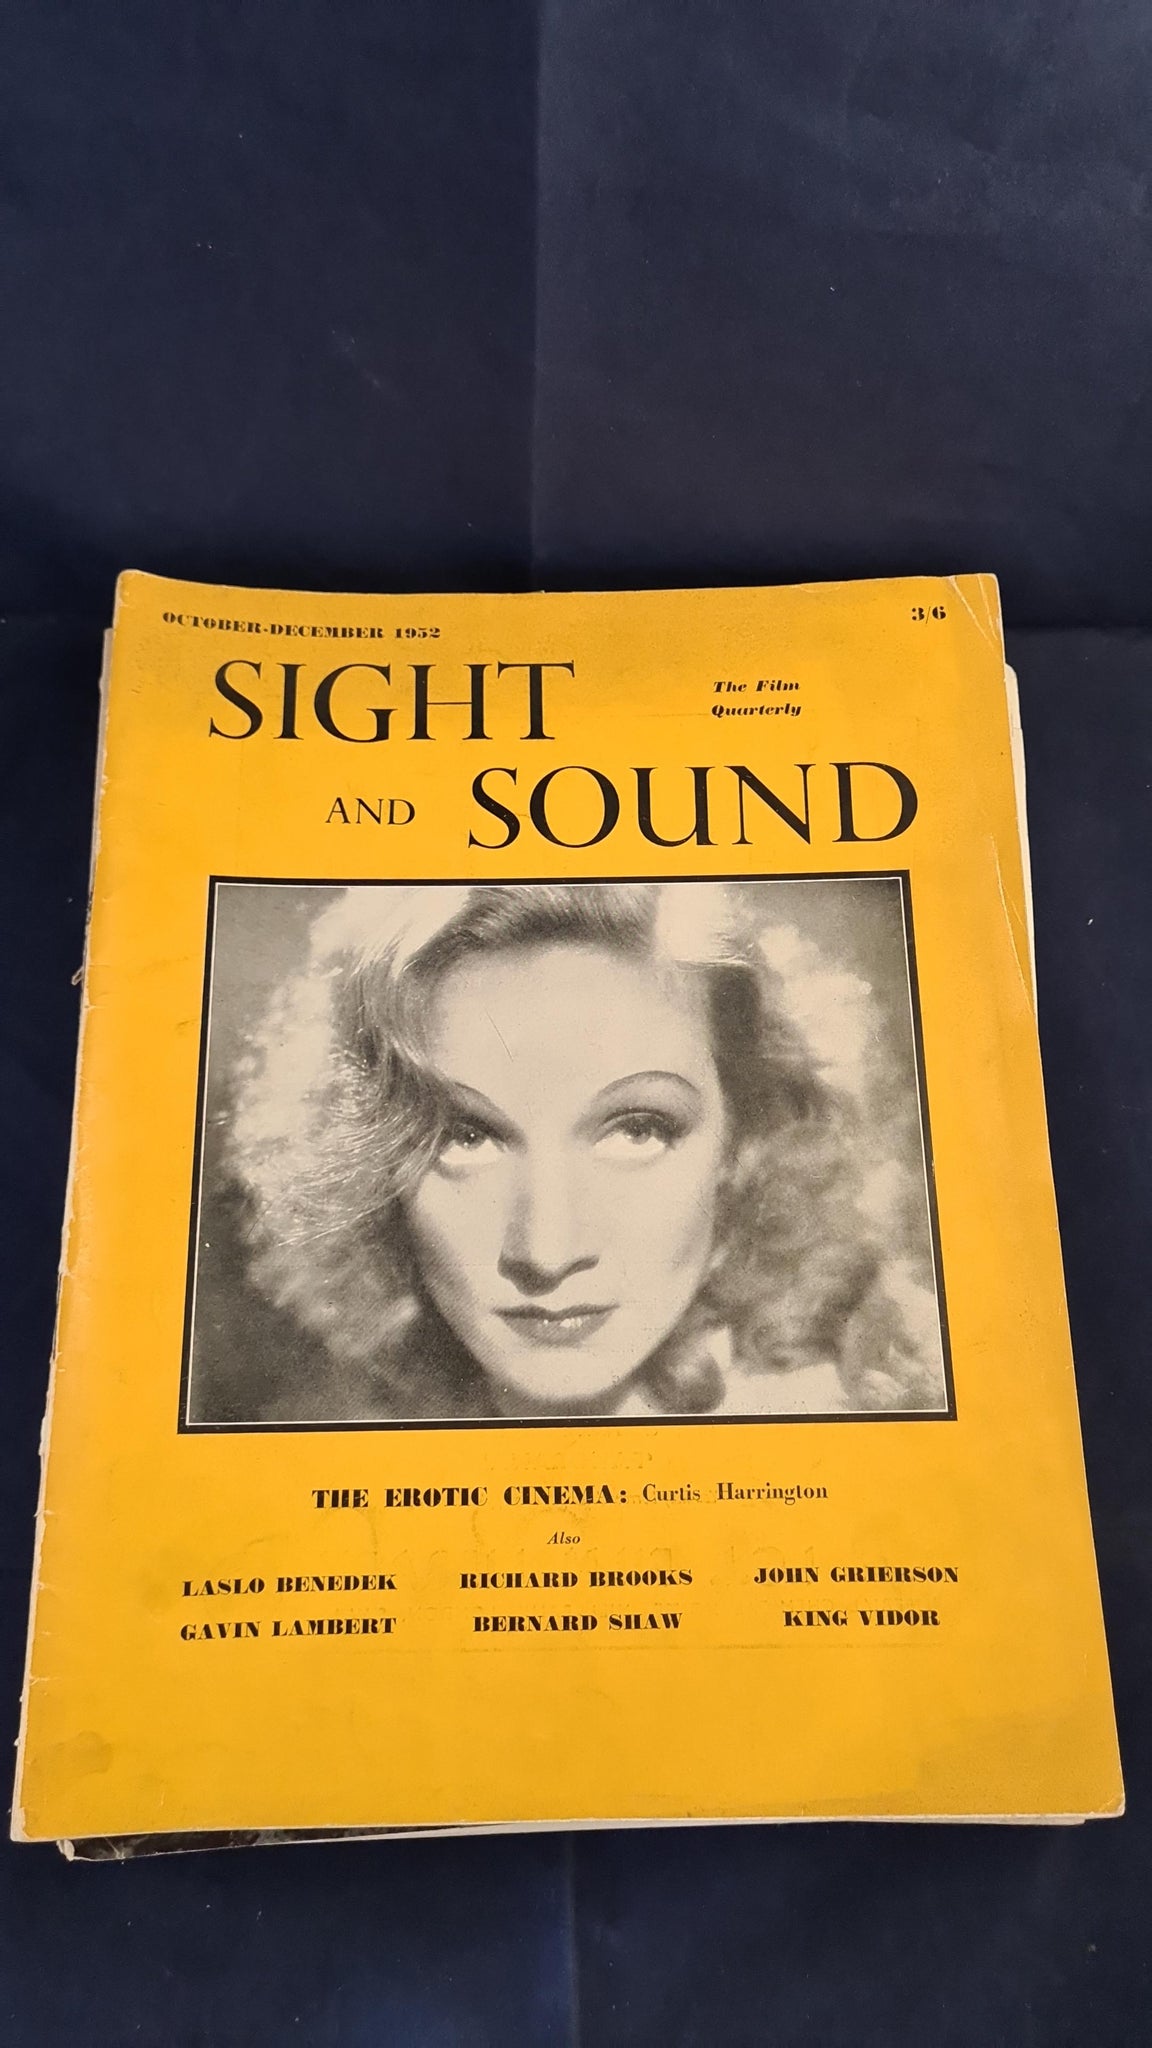 OCTOBER-DECEMBER 1952
3/6
SIGHT
The Film
Quarterly
AND SOUND
THE EROTIC CINEMA: Curtis Harrington
Also
LASLO BENEDEK RICHARD BROOKS JOHN GRIERSON
GAVIN LAMBERT BERNARD SHAW KING VIDOR